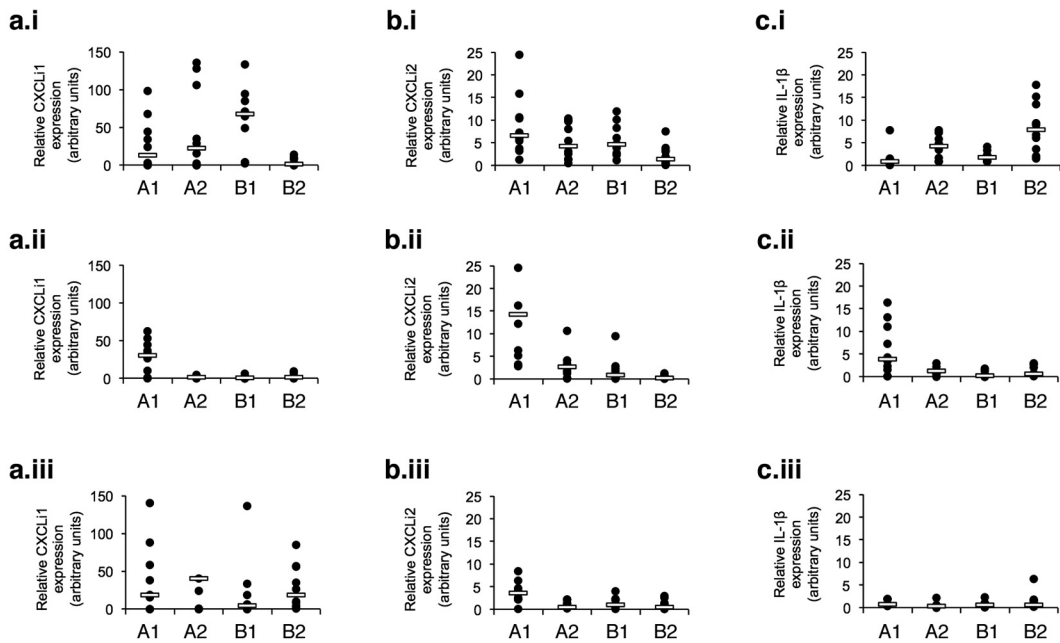 a.i
Relative CXCLi1
expression
(arbitrary units)
150
100
50
0
A1 A2 B1 B2
b.i
Relative CXCLi2
expression
(arbitrary units)
25
20
15
10
5
0
A1 A2 B1 B2
c.i
Relative IL-1β
expression
(arbitrary units)
25
20
15
10
5
0
A1 A2 B1 B2
a.ii
Relative CXCLi1
expression
(arbitrary units)
150
100
50
0
A1 A2 B1 B2
b.ii
Relative CXCLi2
expression
(arbitrary units)
25
20
15
10
5
0
A1 A2 B1 B2
c.ii
Relative IL-1β
expression
(arbitrary units)
25
20
15
10
5
0
A1 A2 B1 B2
a.iii
Relative CXCLi1
expression
(arbitrary units)
150
100
50
0
A1 A2 B1 B2
b.iii
Relative CXCLi2
expression
(arbitrary units)
25
20
15
10
5
0
A1 A2 B1 B2
c.iii
Relative IL-1β
expression
(arbitrary units)
25
20
15
10
5
0
A1 A2 B1 B2